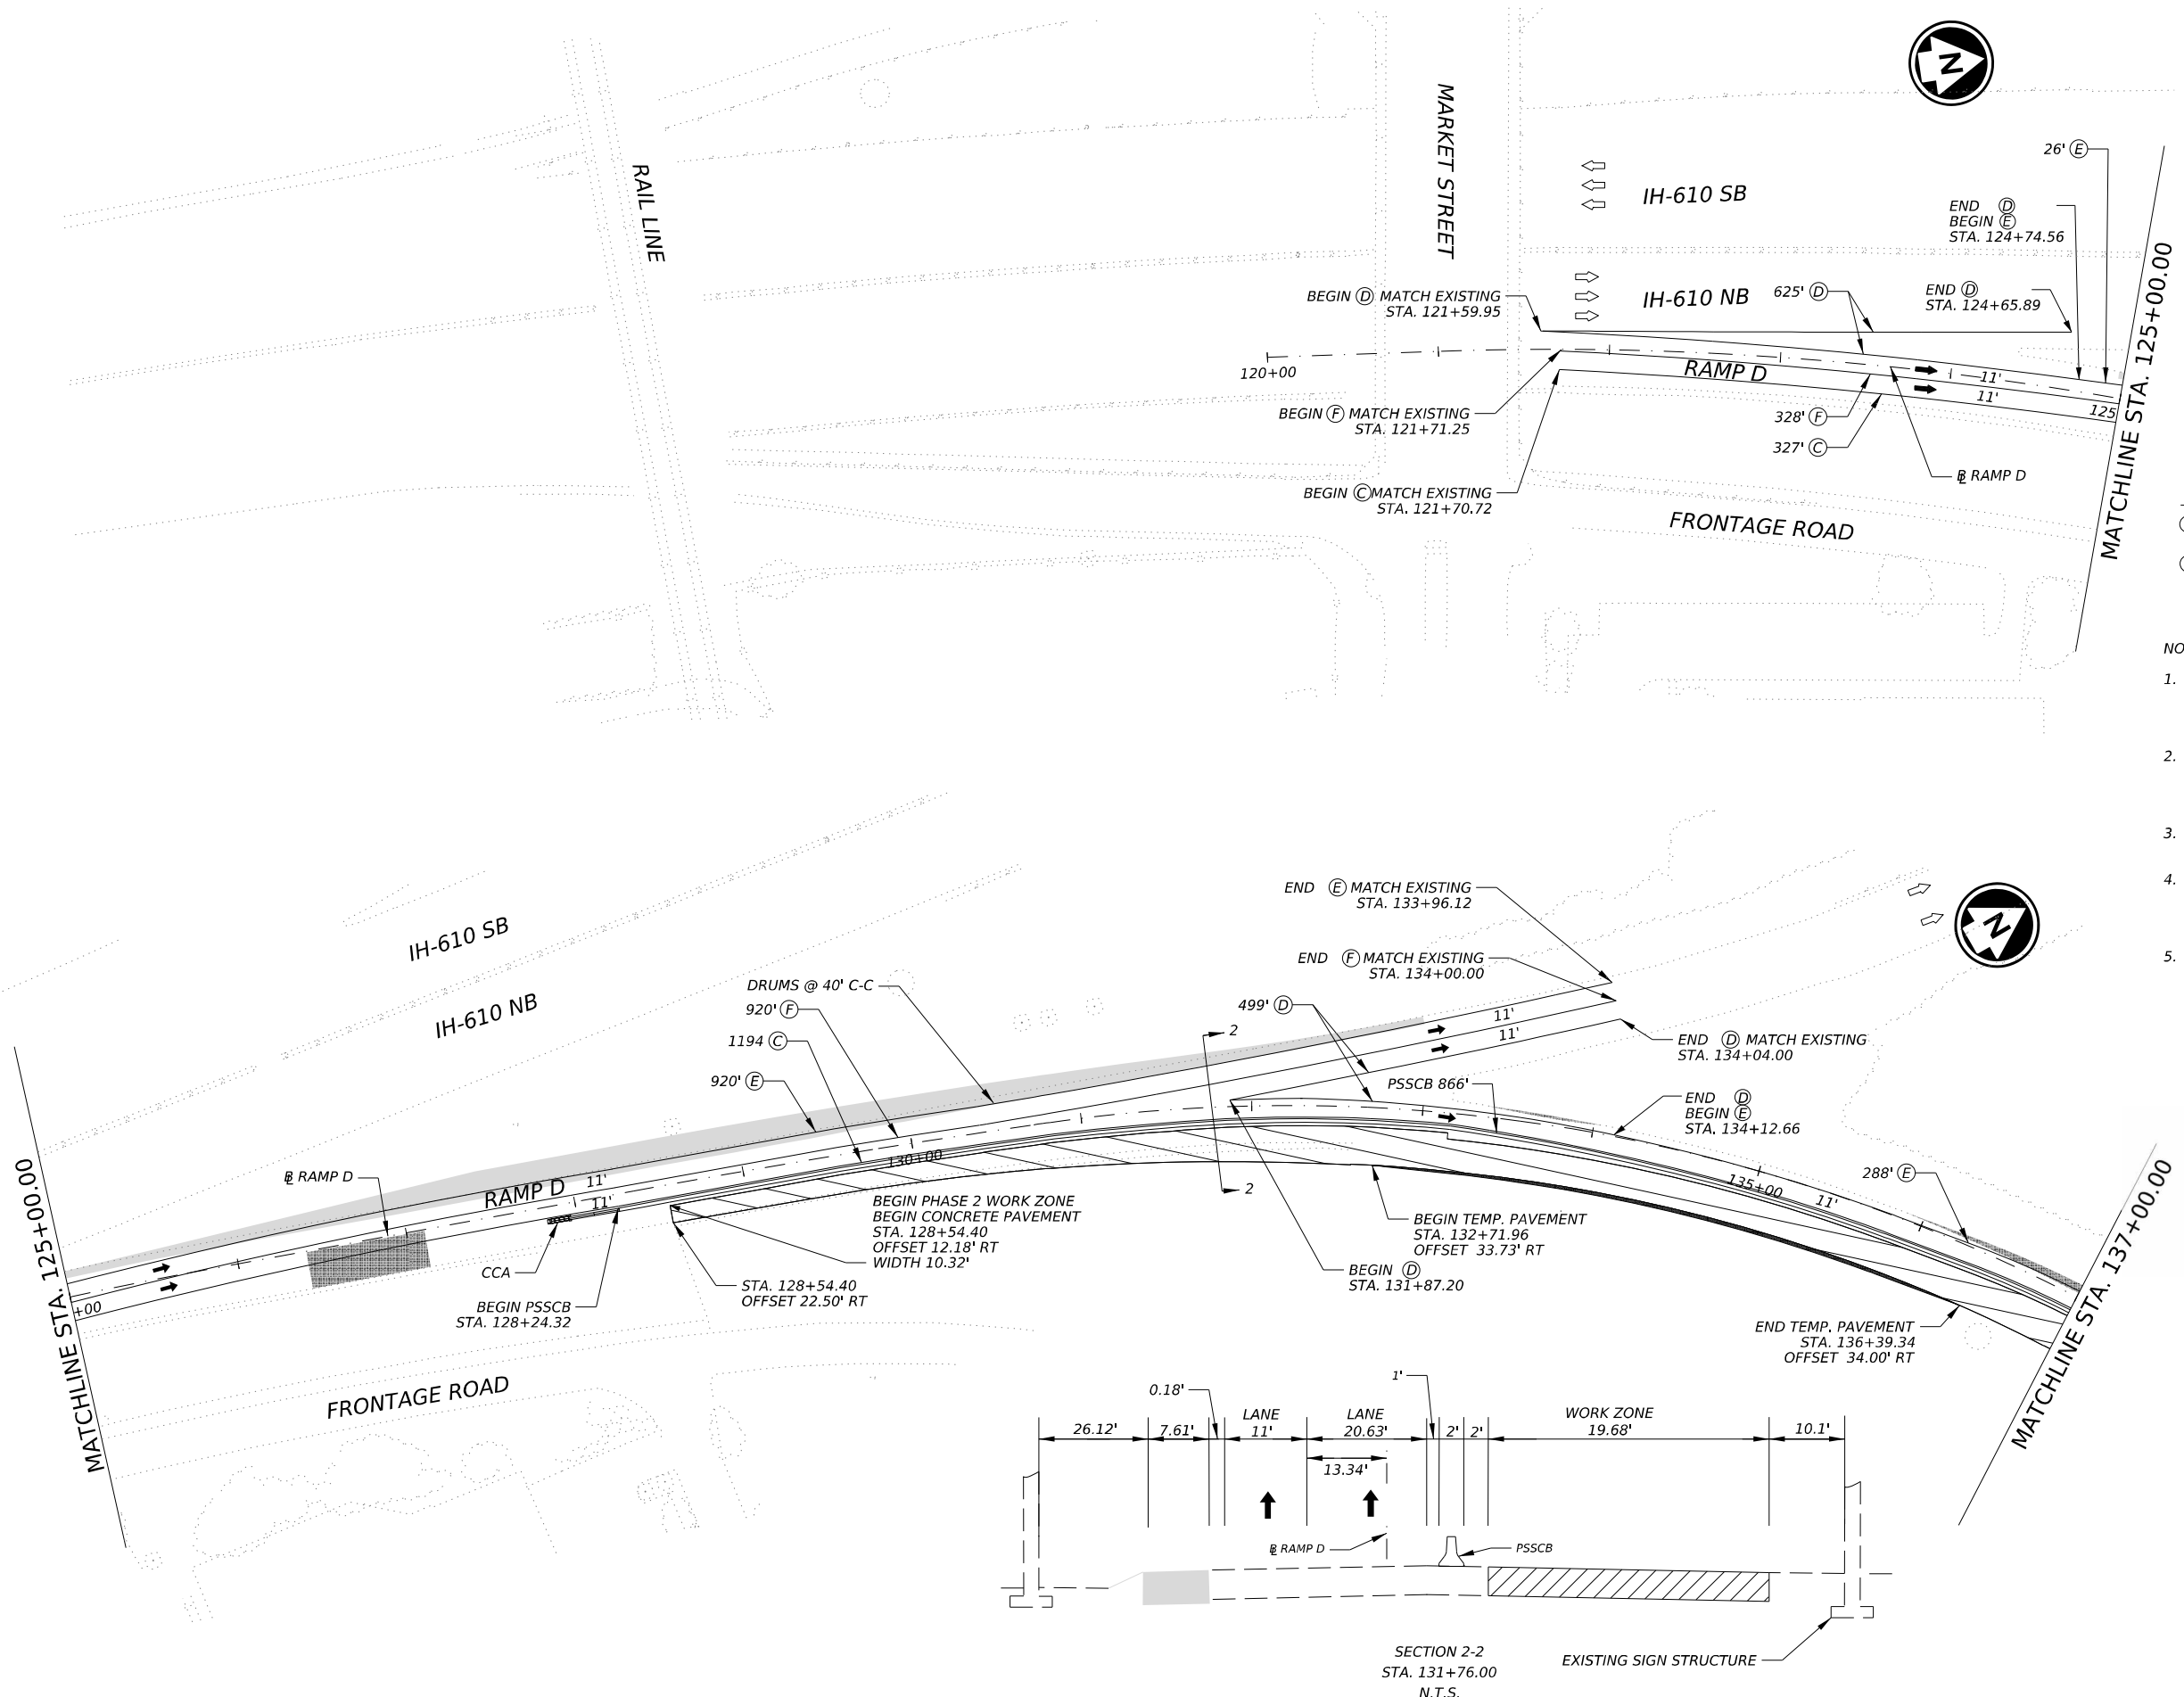 N
MARKET STREET
RAIL LINE
26' E
IH-610 SB
END D
BEGIN E
STA. 124+74.56
MATCHLINE STA. 125+00.00
BEGIN D MATCH EXISTING
STA. 121+59.95
IH-610 NB
625' D
END D
STA. 124+65.89
120+00
RAMP D
11'
11'
125
BEGIN F MATCH EXISTING
STA. 121+71.25
328' F
327' C
BEGIN C MATCH EXISTING
STA. 121+70.72
BL RAMP D
FRONTAGE ROAD
NO
1.
2.
3.
4.
5.
N
IH-610 SB
IH-610 NB
END E MATCH EXISTING
STA. 133+96.12
END F MATCH EXISTING
STA. 134+00.00
DRUMS @ 40' C-C
920' F
1194 C
920' E
499' D
11'
11'
2
END D MATCH EXISTING
STA. 134+04.00
PSSCB 866'
END D
BEGIN E
STA. 134+12.66
BL RAMP D
RAMP D
11'
11'
130+00
135+00
11'
288' E
MATCHLINE STA. 125+00.00
+00
MATCHLINE STA. 137+00.00
BEGIN PHASE 2 WORK ZONE
BEGIN CONCRETE PAVEMENT
STA. 128+54.40
OFFSET 12.18' RT
WIDTH 10.32'
2
BEGIN TEMP. PAVEMENT
STA. 132+71.96
OFFSET 33.73' RT
CCA
STA. 128+54.40
OFFSET 22.50' RT
BEGIN D
STA. 131+87.20
BEGIN PSSCB
STA. 128+24.32
END TEMP. PAVEMENT
STA. 136+39.34
OFFSET 34.00' RT
FRONTAGE ROAD
0.18'
1'
LANE
LANE
WORK ZONE
26.12'
7.61'
11'
20.63'
2'
2'
19.68'
10.1'
13.34'
BL RAMP D
PSSCB
SECTION 2-2
STA. 131+76.00
N.T.S.
EXISTING SIGN STRUCTURE